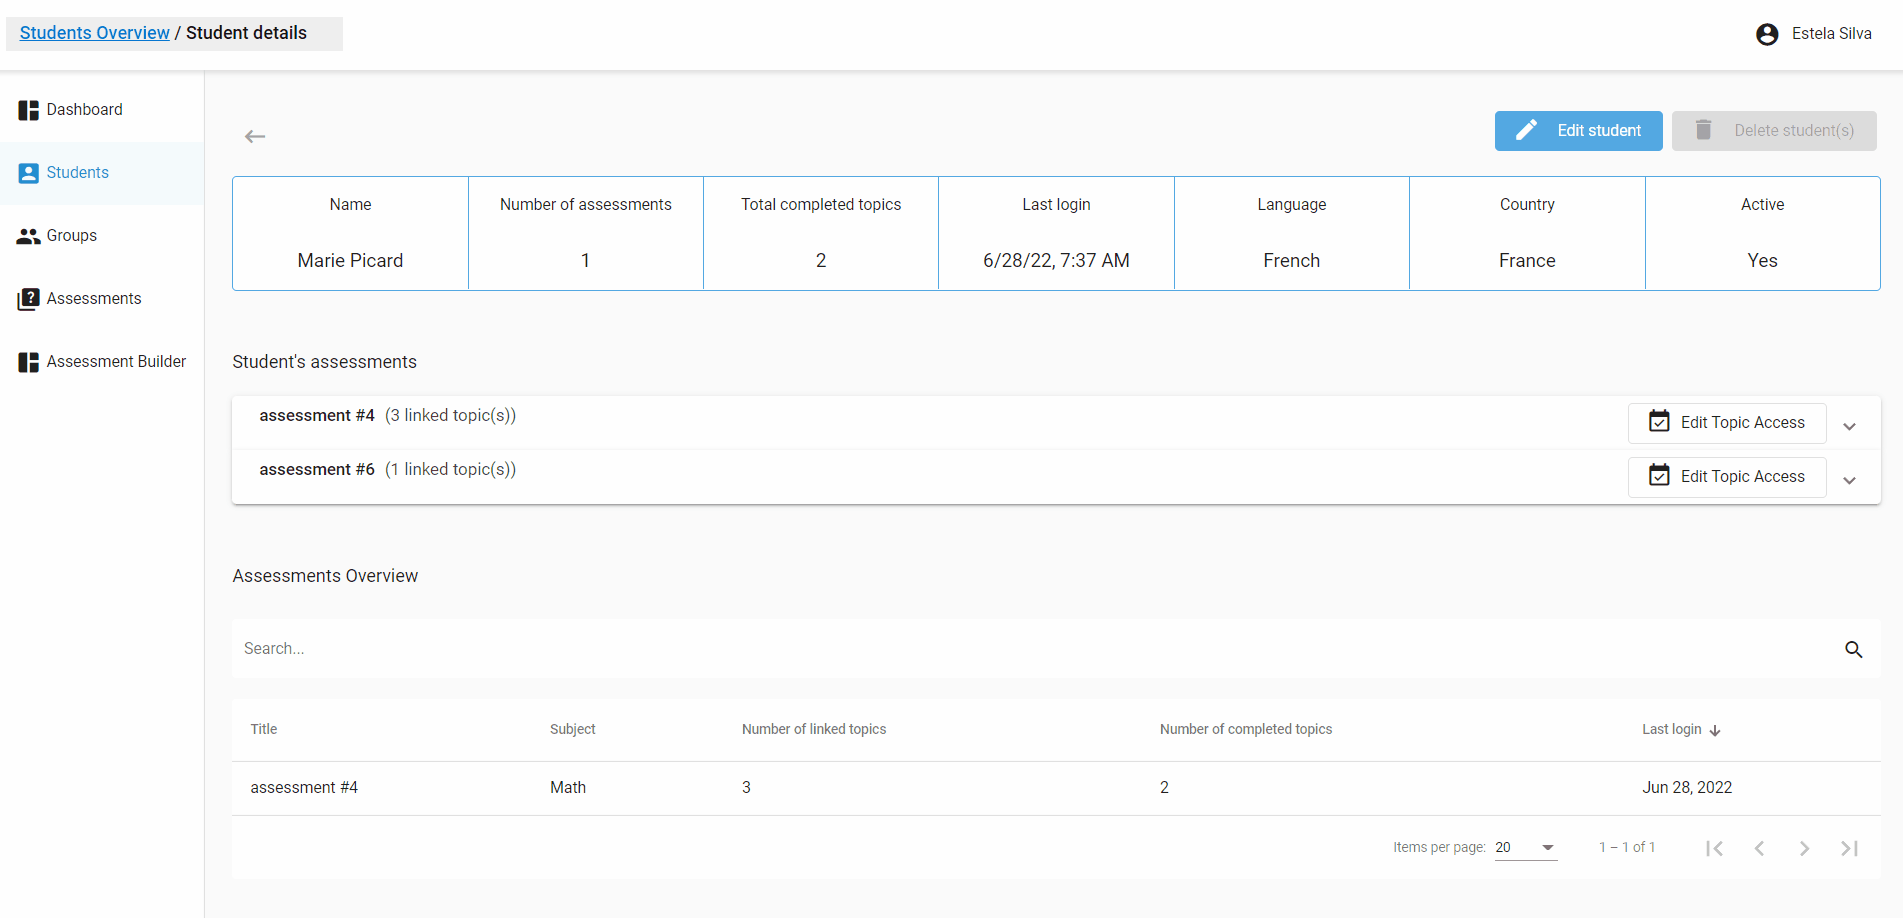 Students Overview / Student details
Estela Silva
Dashboard
Students
Groups
Assessments
Assessment Builder
Edit student
Delete student(s)
Name Number of assessments Total completed topics Last login Language Country Active
Marie Picard 1 2 6/28/22, 7:37 AM French France Yes
Student's assessments
assessment #4 (3 linked topic(s)) Edit Topic Access
assessment #6 (1 linked topic(s)) Edit Topic Access
Assessments Overview
Search...
Title Subject Number of linked topics Number of completed topics Last login
assessment #4 Math 3 2 Jun 28, 2022
Items per page: 20 1 – 1 of 1